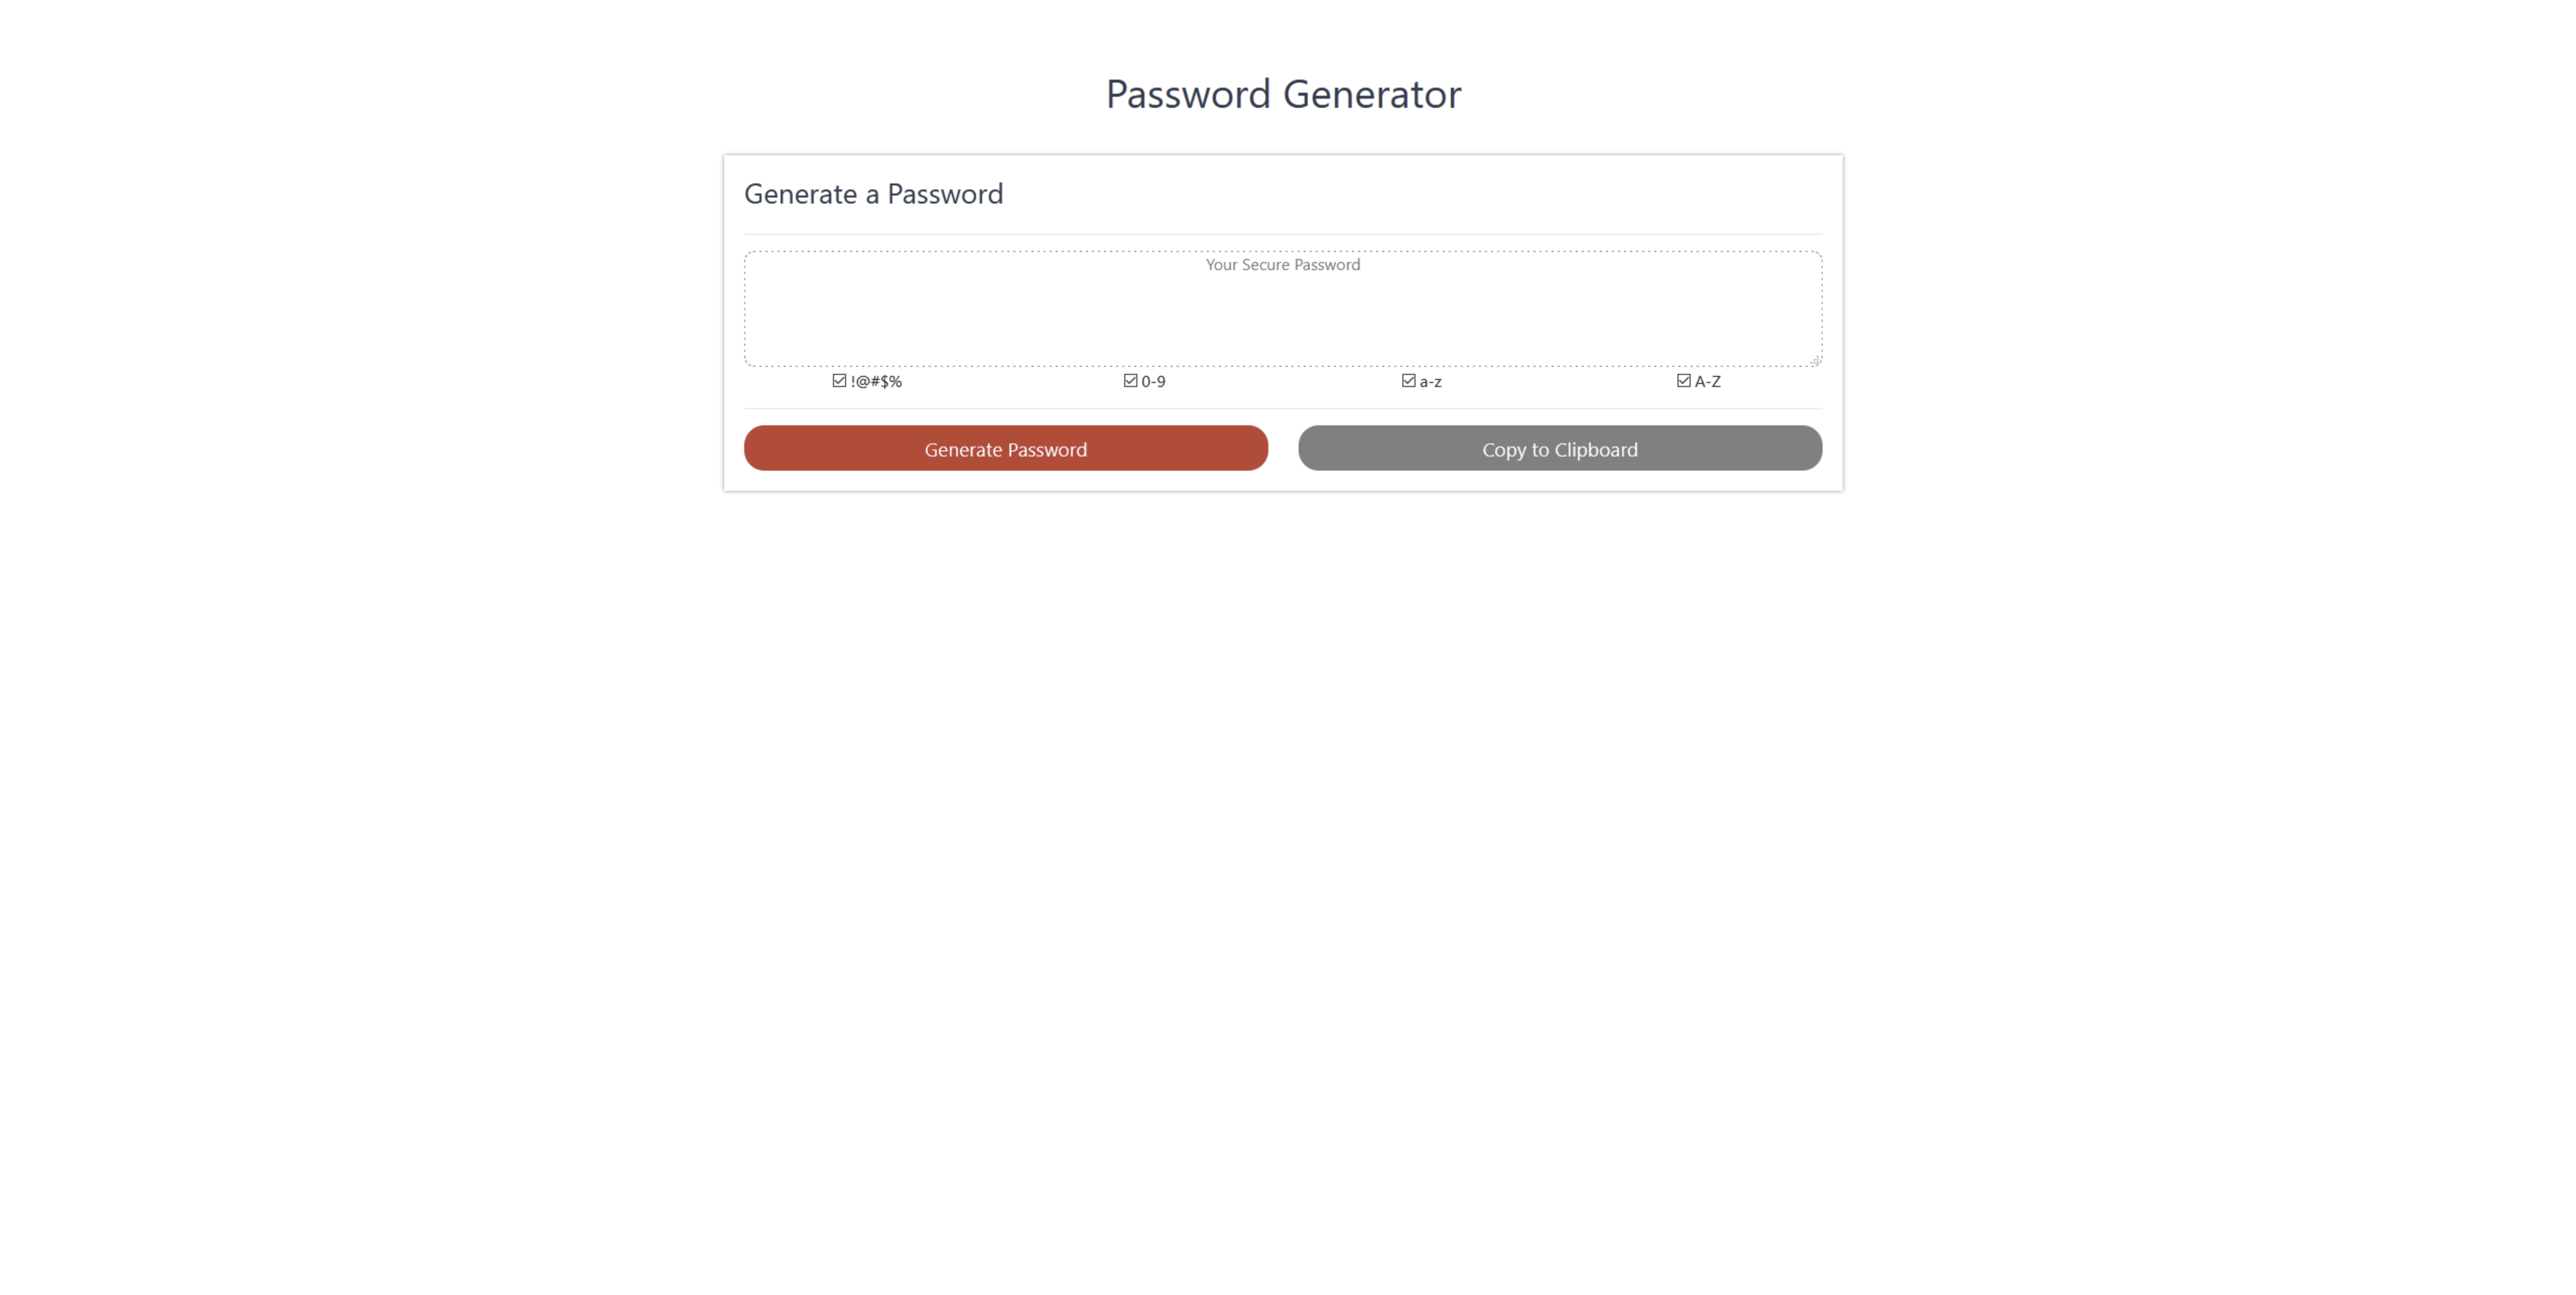 Password Generator
Generate a Password
Your Secure Password
!@#$% 0-9 a-z A-Z
Generate Password Copy to Clipboard